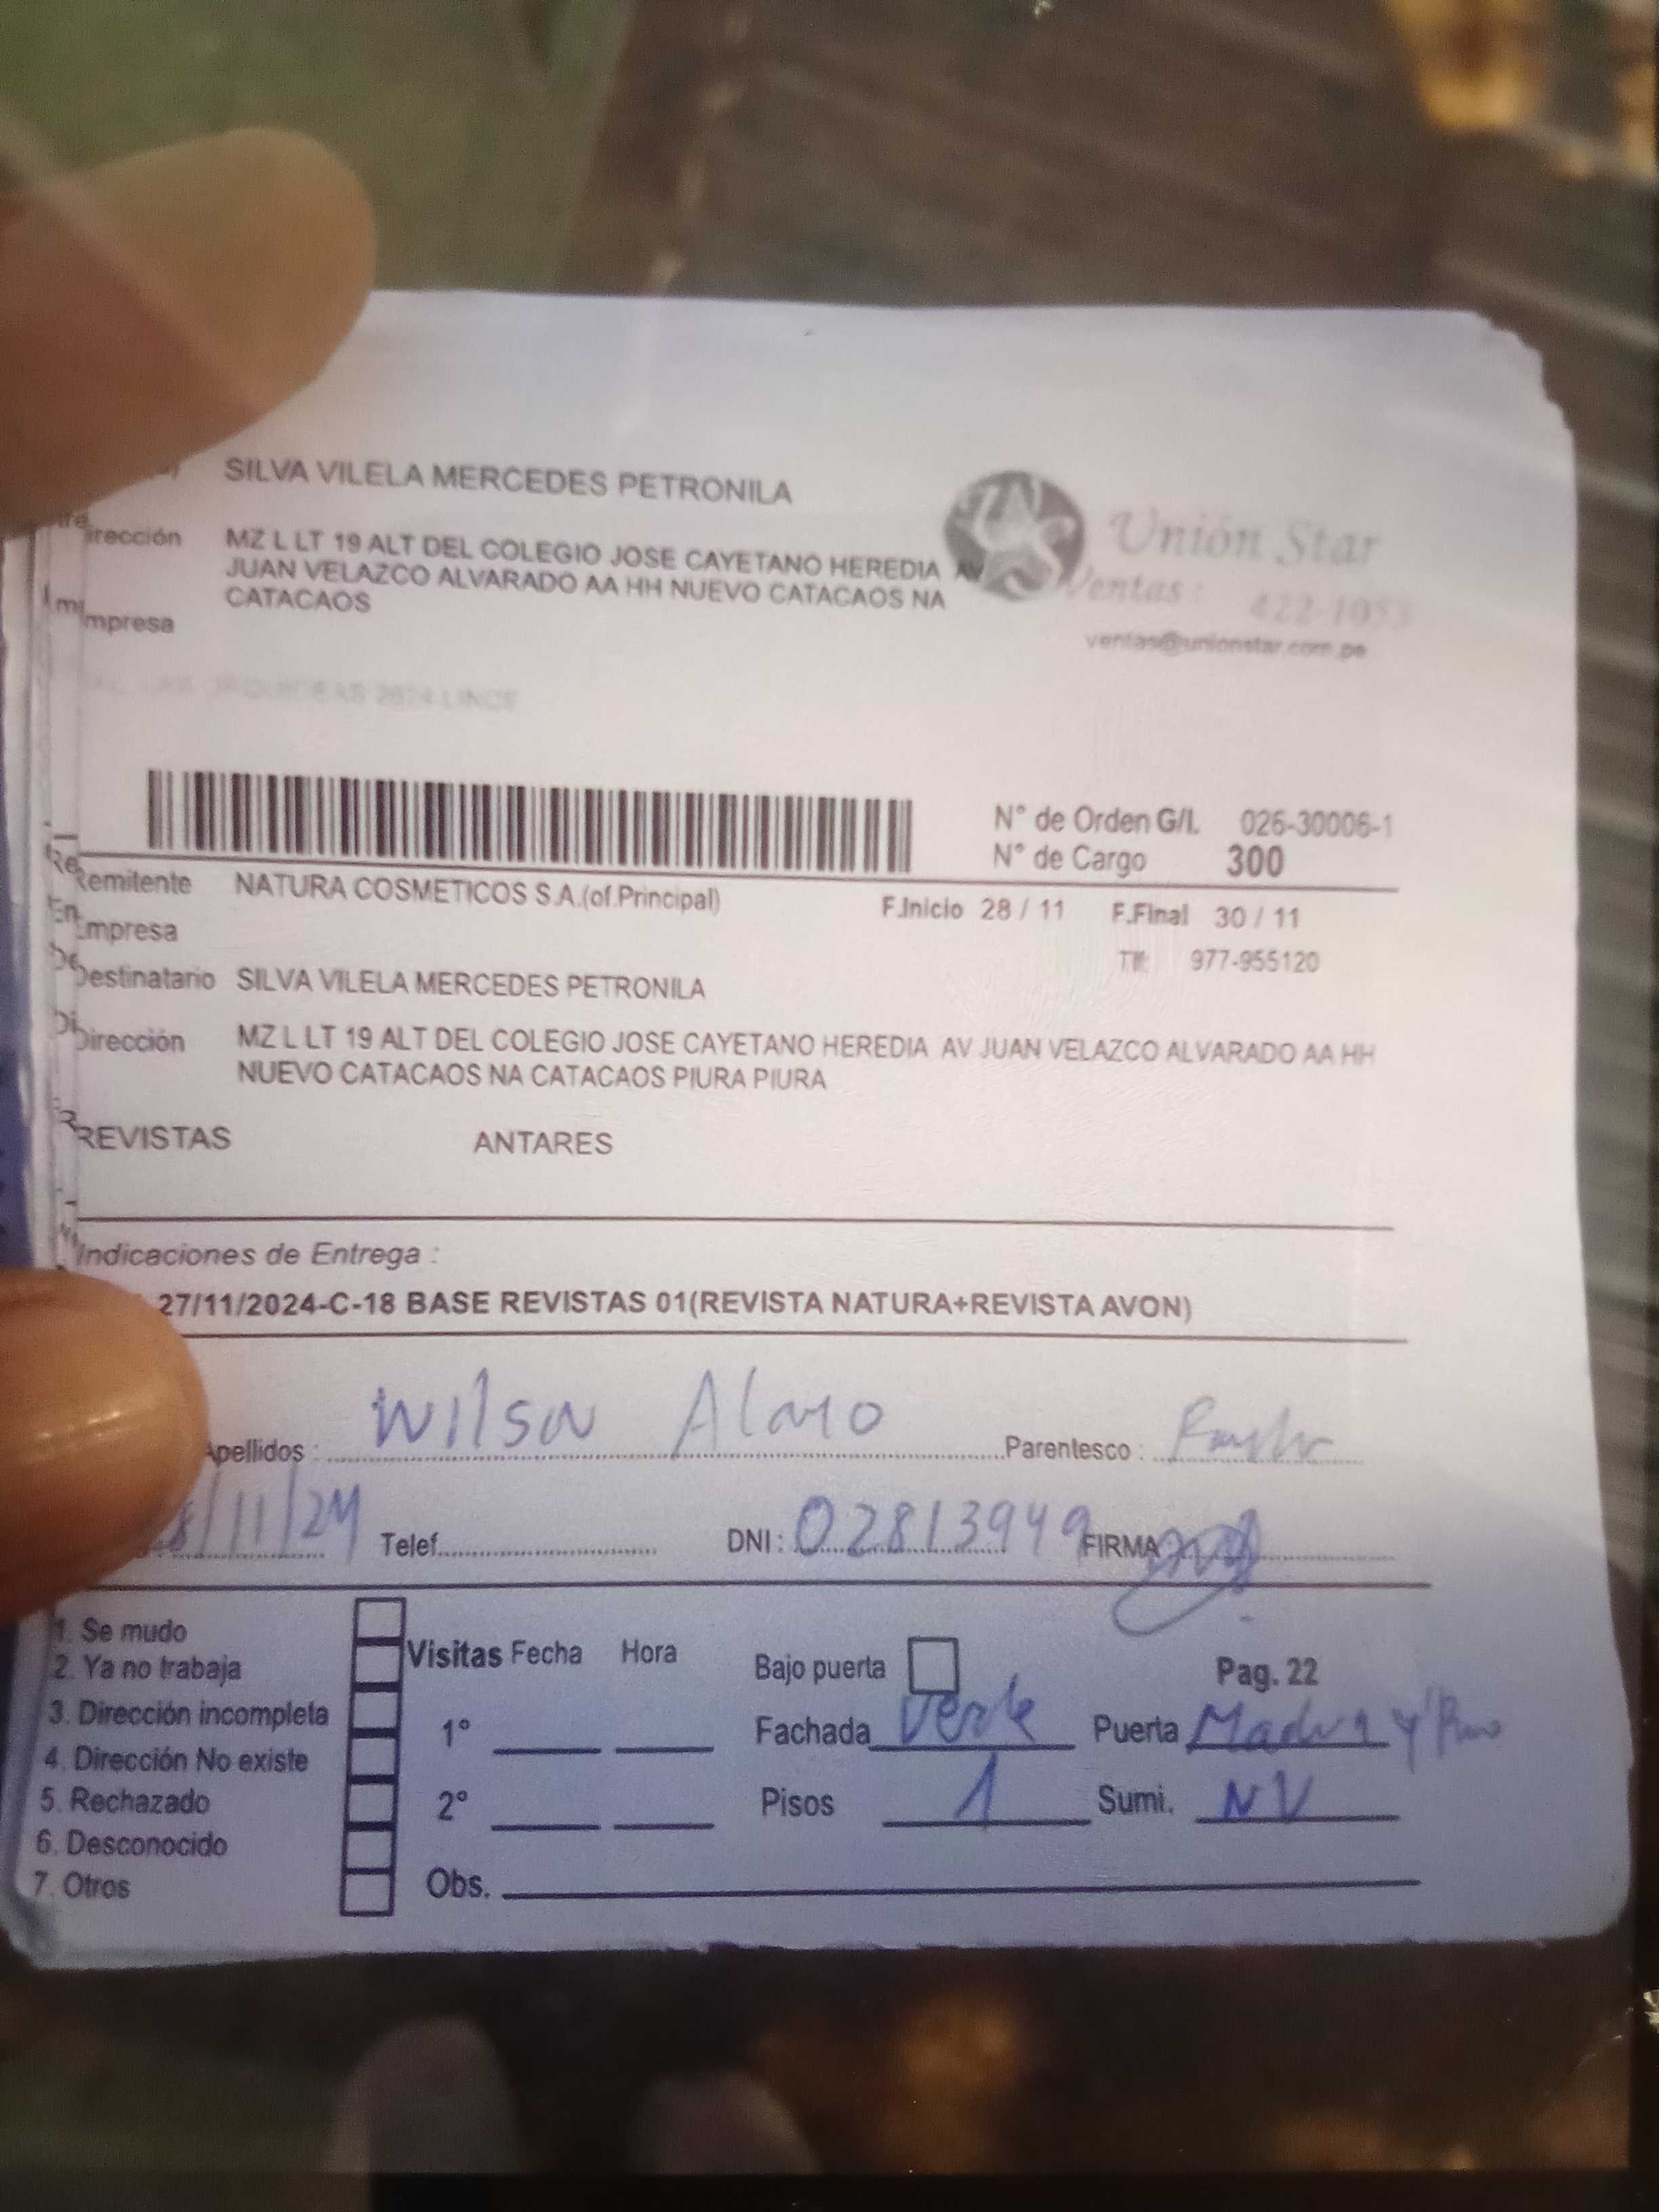 SILVA VILELA MERCEDES PETRONILA
irección MZ L LT 19 ALT DEL COLEGIO JOSE CAYETANO HEREDIA AV
JUAN VELAZCO ALVARADO AA HH NUEVO CATACAOS NA
CATACAOS
mpresa
Unión Star
Ventas: 422-1053
ventas@unionstar.com.pe
ORQUIDEAS 2674 LINCE
N° de Orden G/I. 026-30006-1
N° de Cargo 300
Remitente NATURA COSMETICOS S.A.(of.Principal) F.Inicio 28 / 11 F.Final 30 / 11
Empresa
Tlf: 977-955120
Destinatario SILVA VILELA MERCEDES PETRONILA
Dirección MZ L LT 19 ALT DEL COLEGIO JOSE CAYETANO HEREDIA AV JUAN VELAZCO ALVARADO AA HH
NUEVO CATACAOS NA CATACAOS PIURA PIURA
REVISTAS ANTARES
Indicaciones de Entrega :
27/11/2024-C-18 BASE REVISTAS 01(REVISTA NATURA+REVISTA AVON)
Apellidos : Parentesco :
8/11/24 Telef. DNI : 02813949 FIRMA
1. Se mudo
2. Ya no trabaja
3. Dirección incompleta
4. Dirección No existe
5. Rechazado
6. Desconocido
7. Otros
Visitas Fecha Hora
1°
2°
Obs.
Bajo puerta Pag. 22
Fachada Verde Puerta
Pisos 1 Sumi. NV